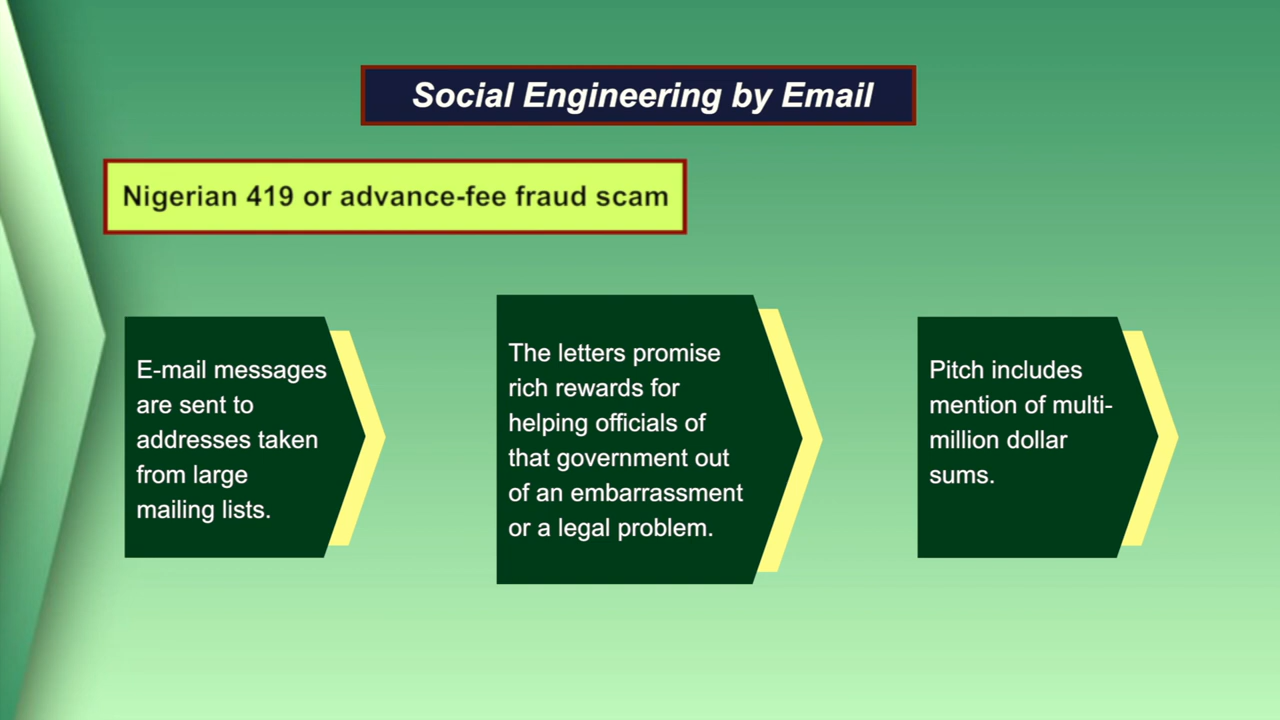 Social Engineering by Email
Nigerian 419 or advance-fee fraud scam
E-mail messages
are sent to
addresses taken
from large
mailing lists.
The letters promise
rich rewards for
helping officials of
that government out
of an embarrassment
or a legal problem.
Pitch includes
mention of multi-
million dollar
sums.